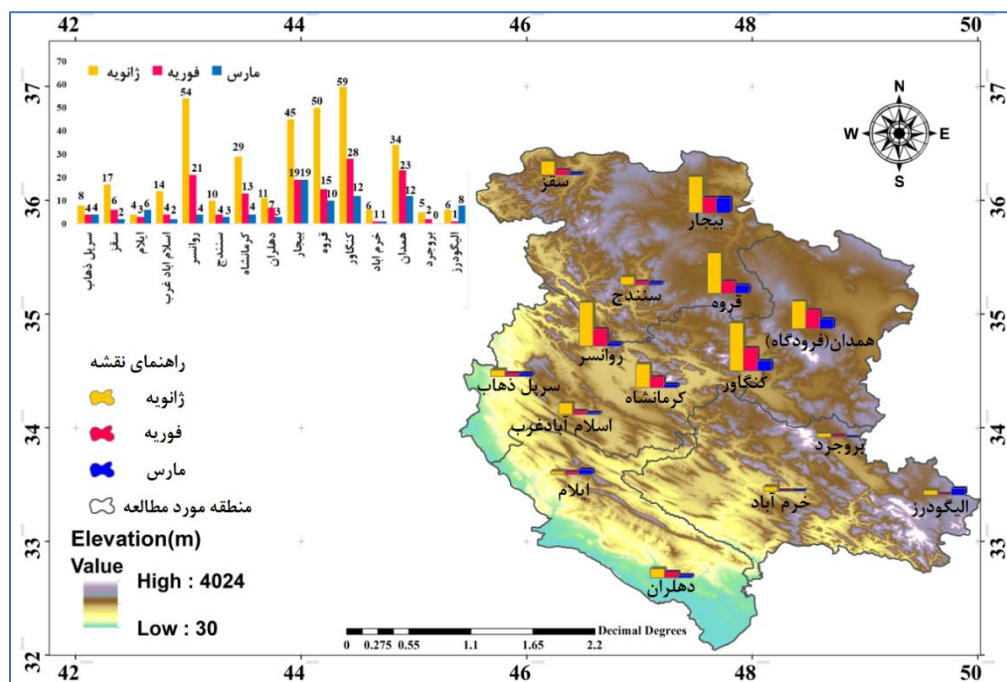 42 44 46 48 50
37
36
35
34
33
32
37
36
35
34
33
32
42 44 46 48 50
ژانویه فوریه مارس
70
60
50
40
30
20
10
0
8 4 4
17 6 2
4 3 6
14 4 2
54 21 4
10 4 3
29 13 4
11 7 3
45 19 19
50 15 10
59 28 12
6 1 1
34 23 12
5 2 0
6 1 8
سرپل ذهاب
سقز
ایلام
اسلام اباد غرب
روانسر
سنندج
کرمانشاه
دهلران
بیجار
قروه
کنگاور
خرم اباد
همدان
بروجرد
الیگودرز
راهنمای نقشه
ژانویه
فوریه
مارس
منطقه مورد مطالعه
Elevation(m)
Value
High : 4024
Low : 30
N
W E
S
سقز
بیجار
سنندج
قروه
همدان(فرودگاه)
روانسر
کنگاور
سرپل ذهاب
کرمانشاه
اسلام آبادغرب
بروجرد
ایلام
خرم آباد
الیگودرز
دهلران
Decimal Degrees
0 0.275 0.55 1.1 1.65 2.2